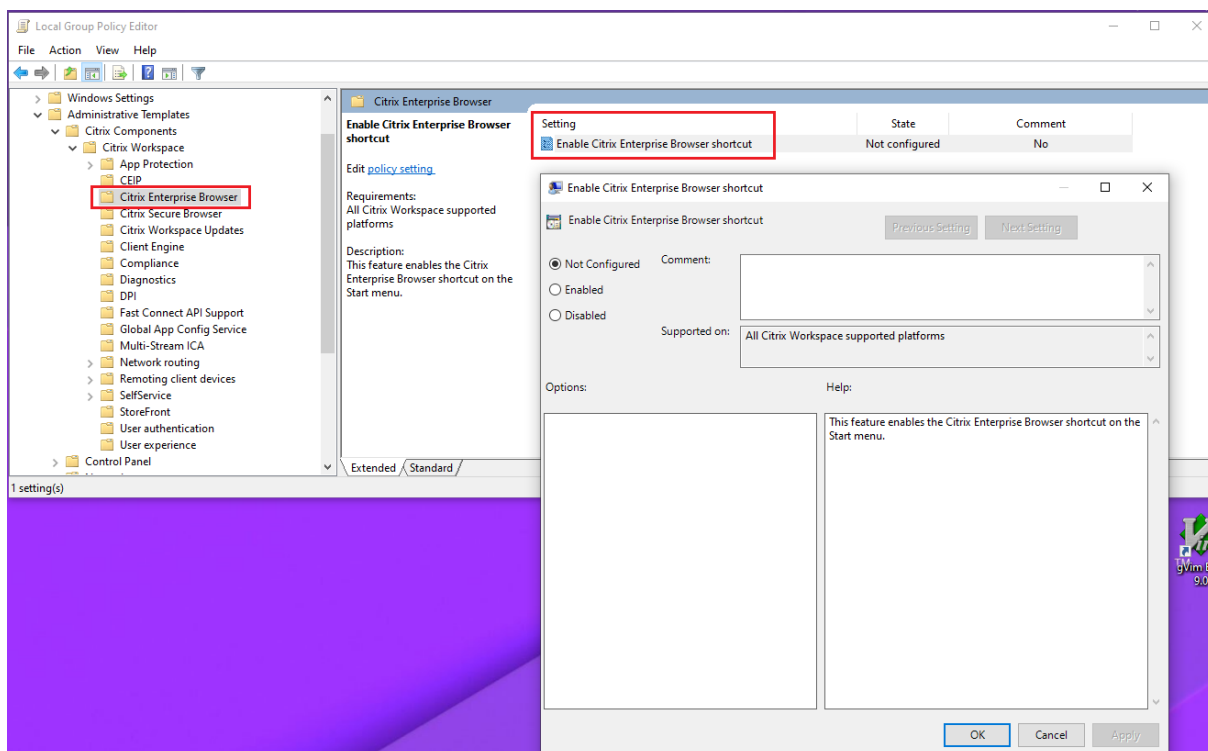 Local Group Policy Editor
File Action View Help
Windows Settings
Administrative Templates
Citrix Components
Citrix Workspace
App Protection
CEIP
Citrix Enterprise Browser
Citrix Secure Browser
Citrix Workspace Updates
Client Engine
Compliance
Diagnostics
DPI
Fast Connect API Support
Global App Config Service
Multi-Stream ICA
Network routing
Remoting client devices
SelfService
StoreFront
User authentication
User experience
Control Panel
Citrix Enterprise Browser
Enable Citrix Enterprise Browser
shortcut
Edit policy setting
Requirements:
All Citrix Workspace supported
platforms
Description:
This feature enables the Citrix
Enterprise Browser shortcut on the
Start menu.
Setting State Comment
Enable Citrix Enterprise Browser shortcut Not configured No
Extended Standard
1 setting(s)
Enable Citrix Enterprise Browser shortcut
Enable Citrix Enterprise Browser shortcut
Previous Setting Next Setting
Not Configured Comment:
Enabled
Disabled
Supported on: All Citrix Workspace supported platforms
Options: Help:
This feature enables the Citrix Enterprise Browser shortcut on the
Start menu.
OK Cancel Apply
gVim
9.0